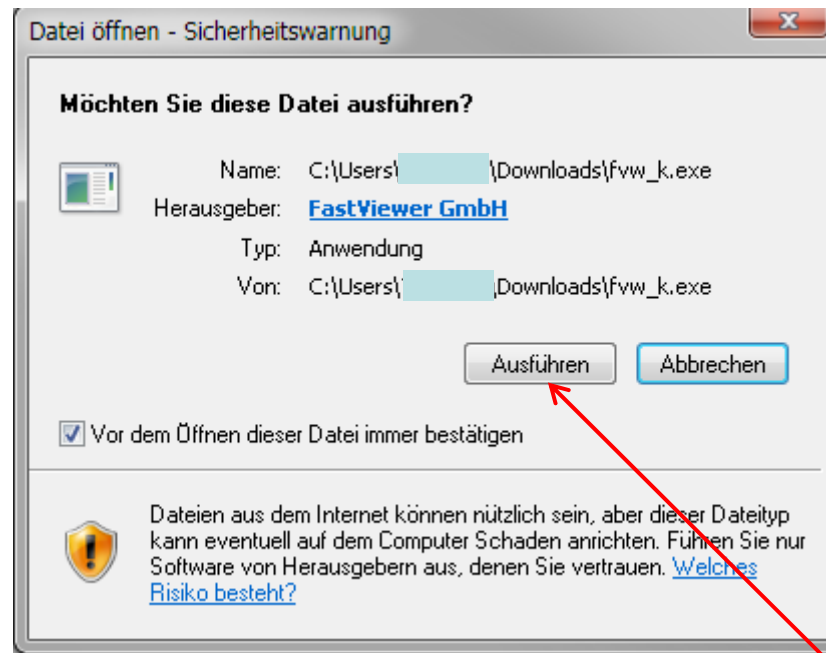 Datei öffnen - Sicherheitswarnung
Möchten Sie diese Datei ausführen?
Name: C:\Users\ \Downloads\fvw_k.exe
Herausgeber: FastViewer GmbH
Typ: Anwendung
Von: C:\Users\ \Downloads\fvw_k.exe
Ausführen Abbrechen
Vor dem Öffnen dieser Datei immer bestätigen
Dateien aus dem Internet können nützlich sein, aber dieser Dateityp
kann eventuell auf dem Computer Schaden anrichten. Führen Sie nur
Software von Herausgebern aus, denen Sie vertrauen. Welches
Risiko besteht?